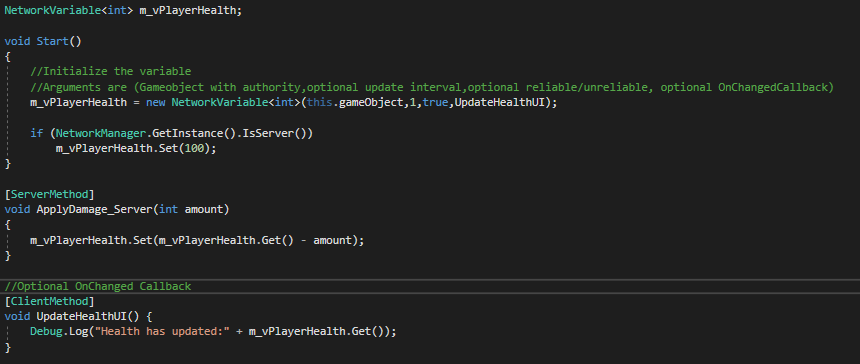 NetworkVariable<int> m_vPlayerHealth;
void Start()
{
//Initialize the variable
//Arguments are (Gameobject with authority,optional update interval,optional reliable/unreliable, optional OnChangedCallback)
m_vPlayerHealth = new NetworkVariable<int>(this.gameObject,1,true,UpdateHealthUI);
if (NetworkManager.GetInstance().IsServer())
m_vPlayerHealth.Set(100);
}
[ServerMethod]
void ApplyDamage_Server(int amount)
{
m_vPlayerHealth.Set(m_vPlayerHealth.Get() - amount);
}
//Optional OnChanged Callback
[ClientMethod]
void UpdateHealthUI() {
Debug.Log("Health has updated:" + m_vPlayerHealth.Get());
}